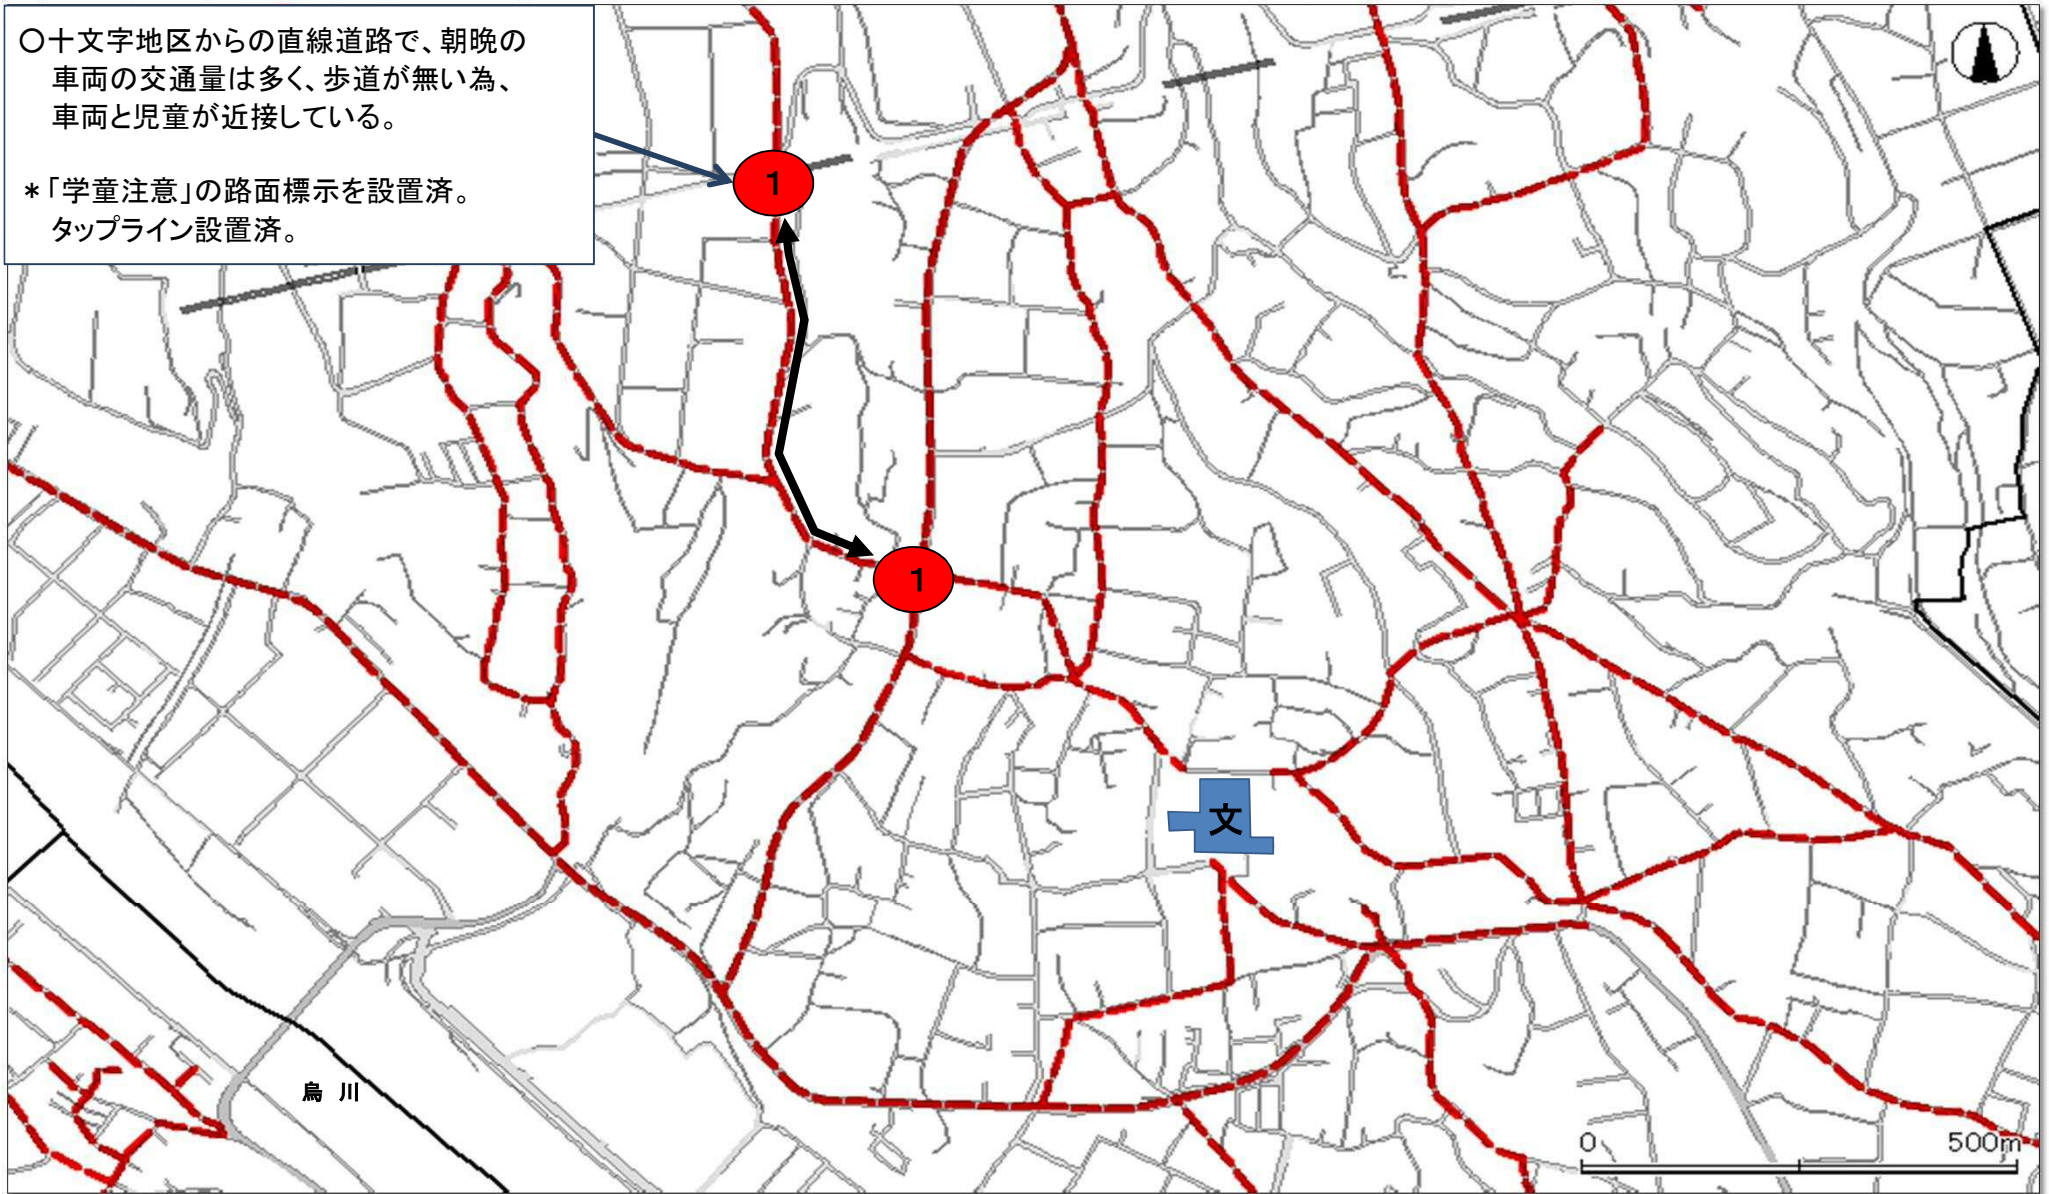 〇十文字地区からの直線道路で、朝晩の
車両の交通量は多く、歩道が無い為、
車両と児童が近接している。
*「学童注意」の路面標示を設置済。
タップライン設置済。
1
1
文
烏 川
0 500m